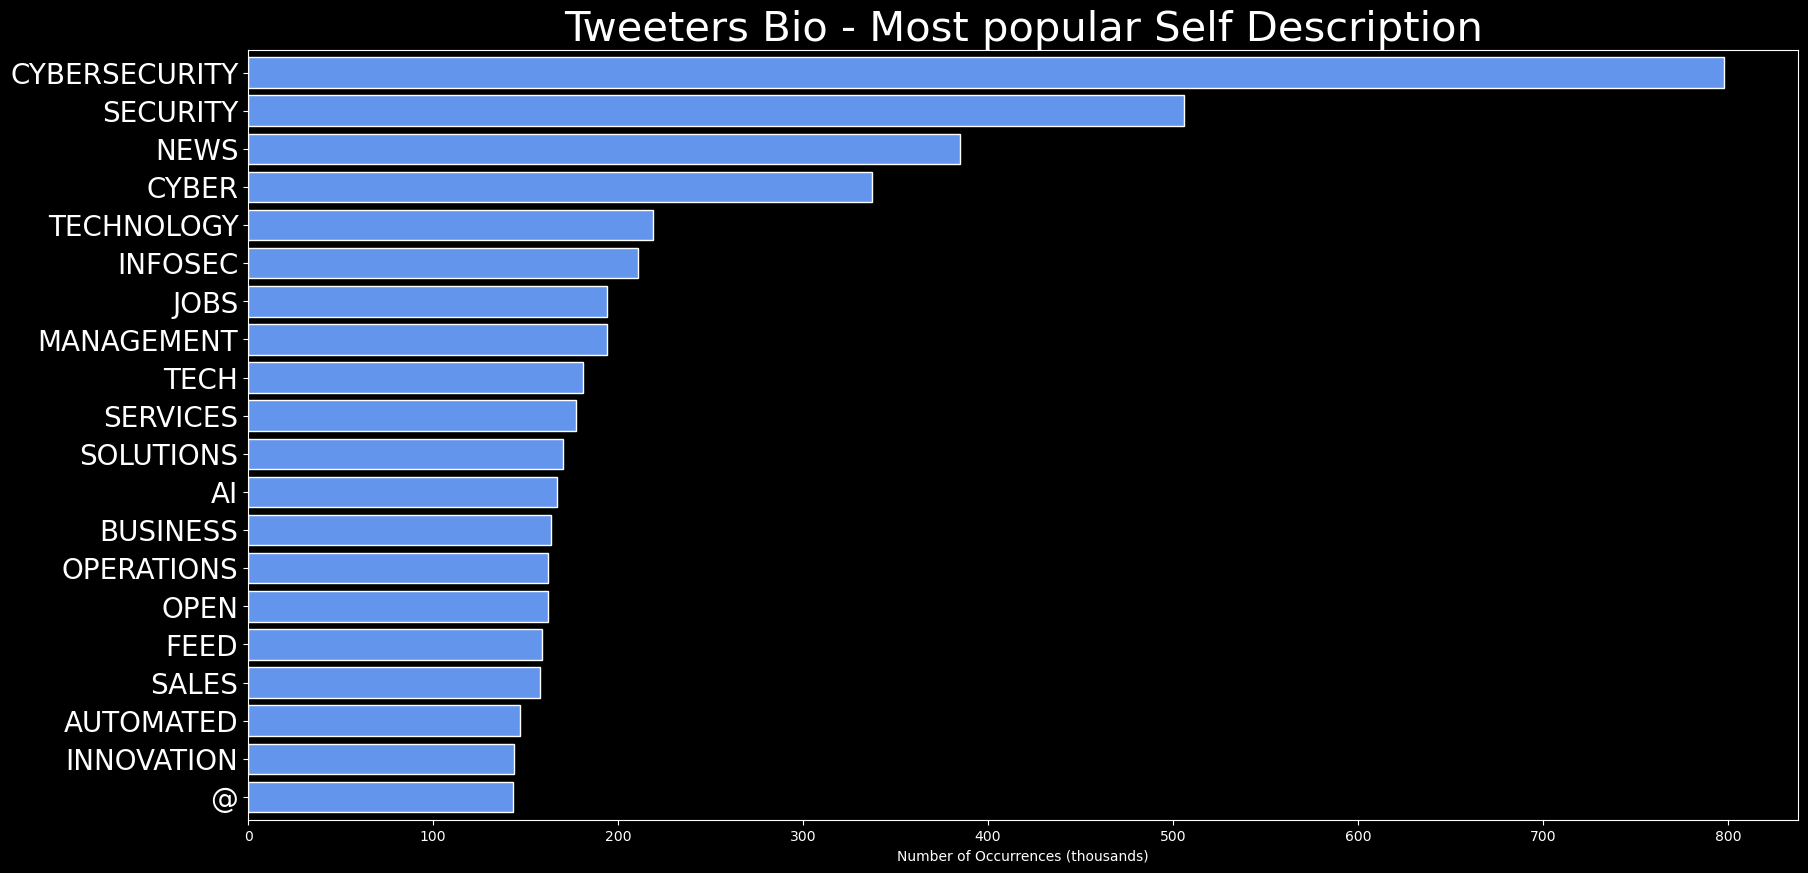 Tweeters Bio - Most popular Self Description
CYBERSECURITY
SECURITY
NEWS
CYBER
TECHNOLOGY
INFOSEC
JOBS
MANAGEMENT
TECH
SERVICES
SOLUTIONS
AI
BUSINESS
OPERATIONS
OPEN
FEED
SALES
AUTOMATED
INNOVATION
@
0 100 200 300 400 500 600 700 800
Number of Occurrences (thousands)